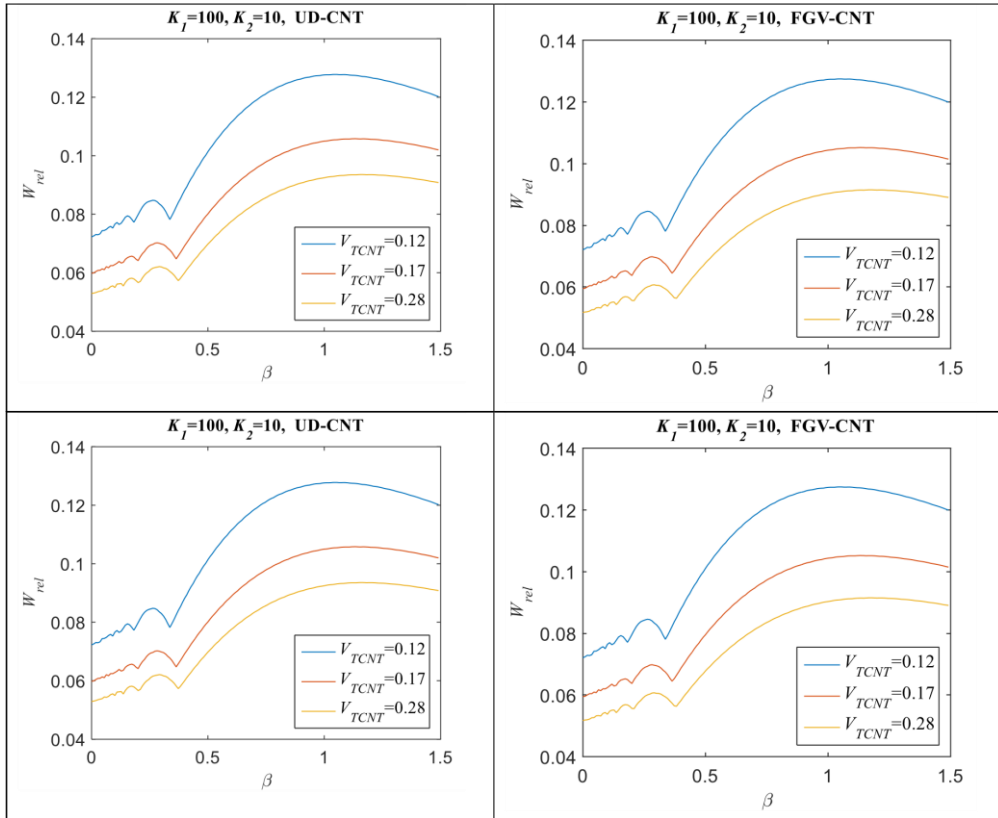 K1=100, K2=10, UD-CNT
0.14
0.12
0.1
0.08
0.06
0.04
Wrel
VTCNT=0.12
VTCNT=0.17
VTCNT=0.28
0
0.5
1
1.5
β
K1=100, K2=10, FGV-CNT
0.14
0.12
0.1
0.08
0.06
0.04
Wrel
VTCNT=0.12
VTCNT=0.17
VTCNT=0.28
0
0.5
1
1.5
β
K1=100, K2=10, UD-CNT
0.14
0.12
0.1
0.08
0.06
0.04
Wrel
VTCNT=0.12
VTCNT=0.17
VTCNT=0.28
0
0.5
1
1.5
β
K1=100, K2=10, FGV-CNT
0.14
0.12
0.1
0.08
0.06
0.04
Wrel
VTCNT=0.12
VTCNT=0.17
VTCNT=0.28
0
0.5
1
1.5
β